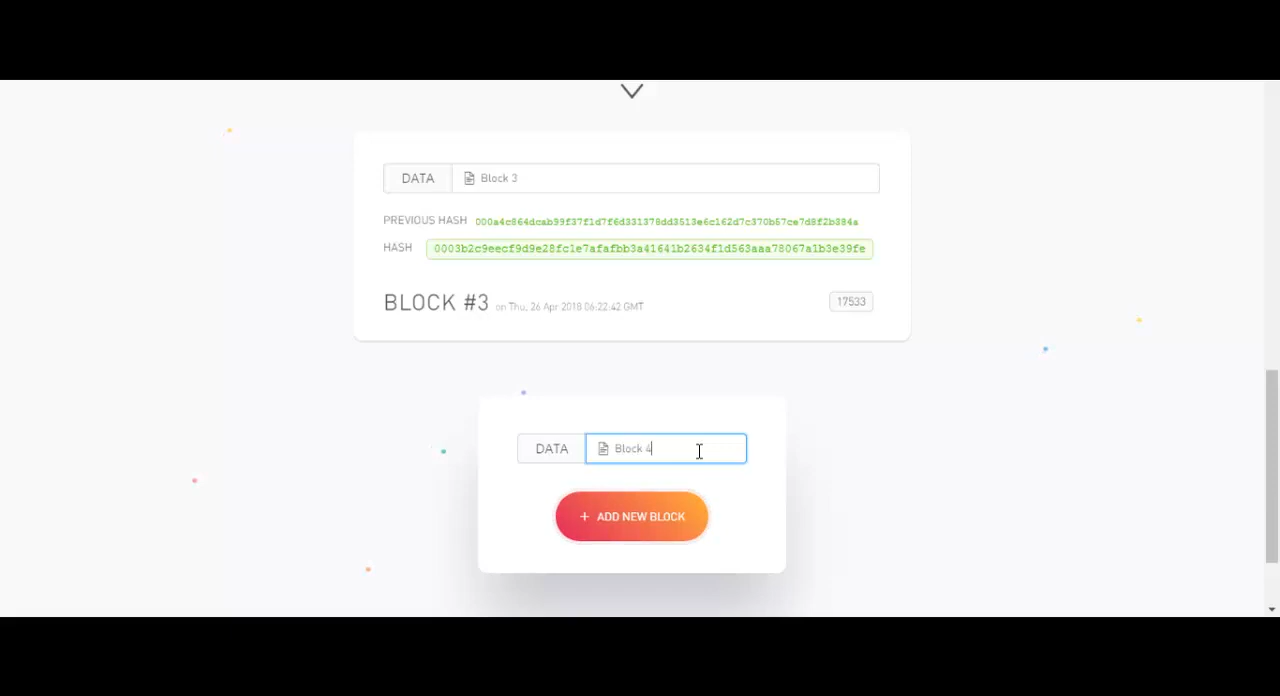 DATA Block 3
PREVIOUS HASH 000a4c864dcab99f37f1d7f6d331378dd3513e6c162d7c370b57ce7d8f2b384a
HASH 0003b2c9eecf9d9e28fc1e7afafbb3a41641b2634f1d563aaa78067a1b3e39fe
BLOCK #3 on Thu, 26 Apr 2018 06:22:42 GMT 17533
DATA Block 4
+ ADD NEW BLOCK